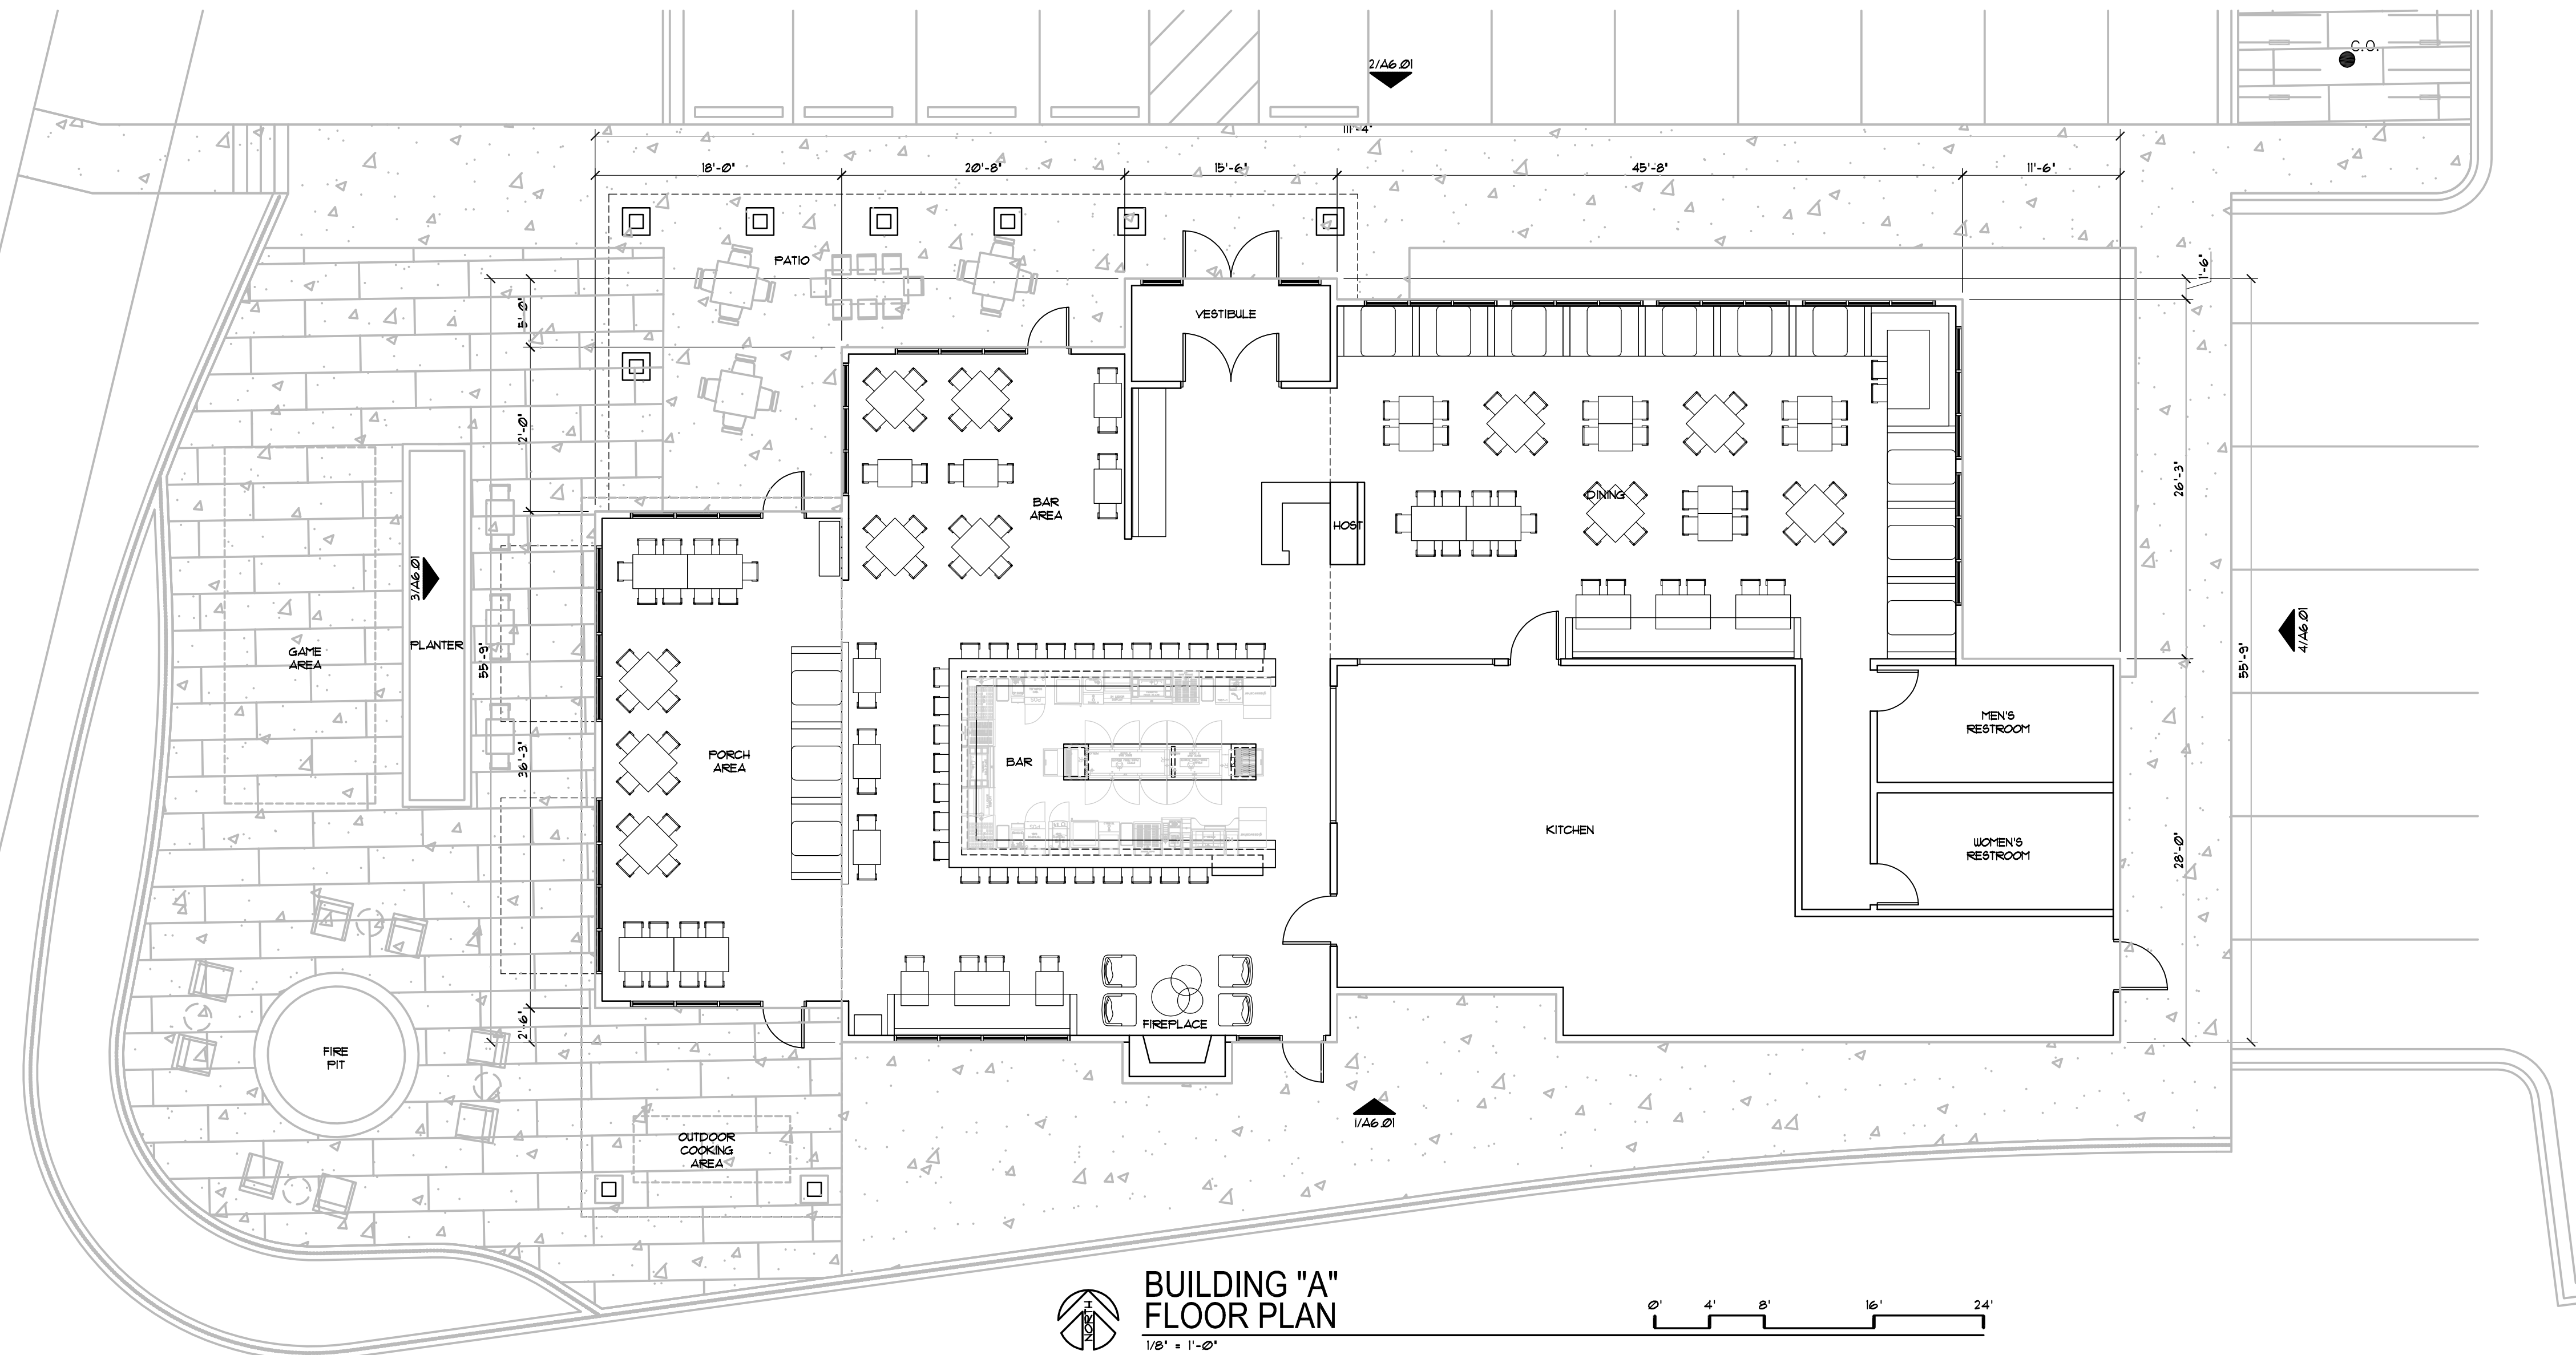 C.O.
2/A6.01
111'-4"
18'-0"
20'-8"
15'-6"
45'-8"
11'-6"
PATIO
1'-6"
5'-0"
VESTIBULE
12'-0"
26'-3"
BAR
AREA
DINING
HOST
3/A6.01
4/A6.01
PLANTER
GAME
AREA
55'-9"
55'-9"
MEN'S
RESTROOM
PORCH
AREA
BAR
36'-3"
KITCHEN
WOMEN'S
RESTROOM
28'-0"
FIREPLACE
2'-6"
FIRE
PIT
1/A6.01
OUTDOOR
COOKING
AREA
NORTH
BUILDING "A"
FLOOR PLAN
1/8" = 1'-0"
0' 4' 8' 16' 24'